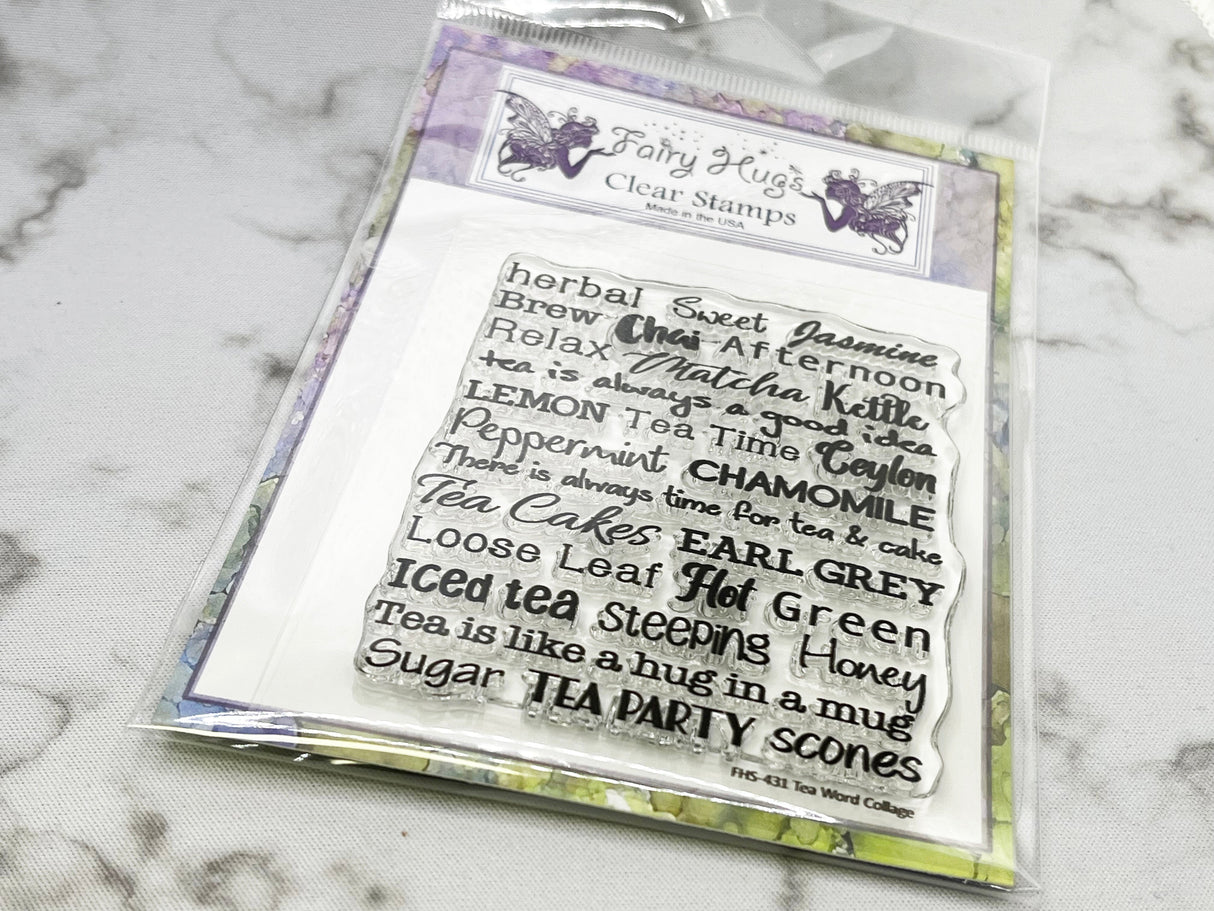 Fairy Hugs
Clear Stamps
Made in the USA
herbal Sweet Jasmine
Brew Chai Afternoon
Relax Matcha Kettle
tea is always a good idea
LEMON Tea Time Ceylon
Peppermint CHAMOMILE
There is always time for tea & cake
Tea Cakes EARL GREY
Loose Leaf Hot Green
Iced tea Steeping Honey
Tea is like a hug in a mug
Sugar TEA PARTY scones
FHS-431 Tea Word Collage